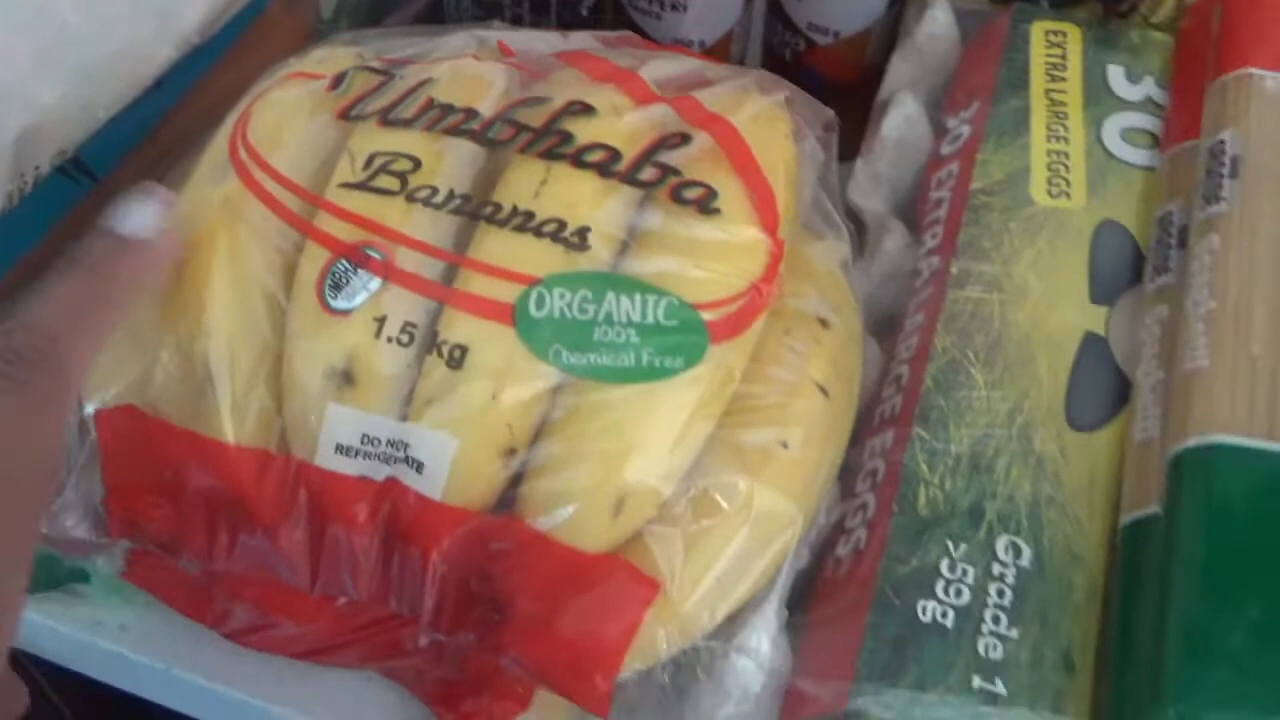 Umbhaba
Bananas
ORGANIC
100%
Chemical Free
1.5 kg
DO NOT
REFRIGERATE
30
EXTRA LARGE EGGS
30 EXTRA LARGE EGGS
Grade 1
>59g